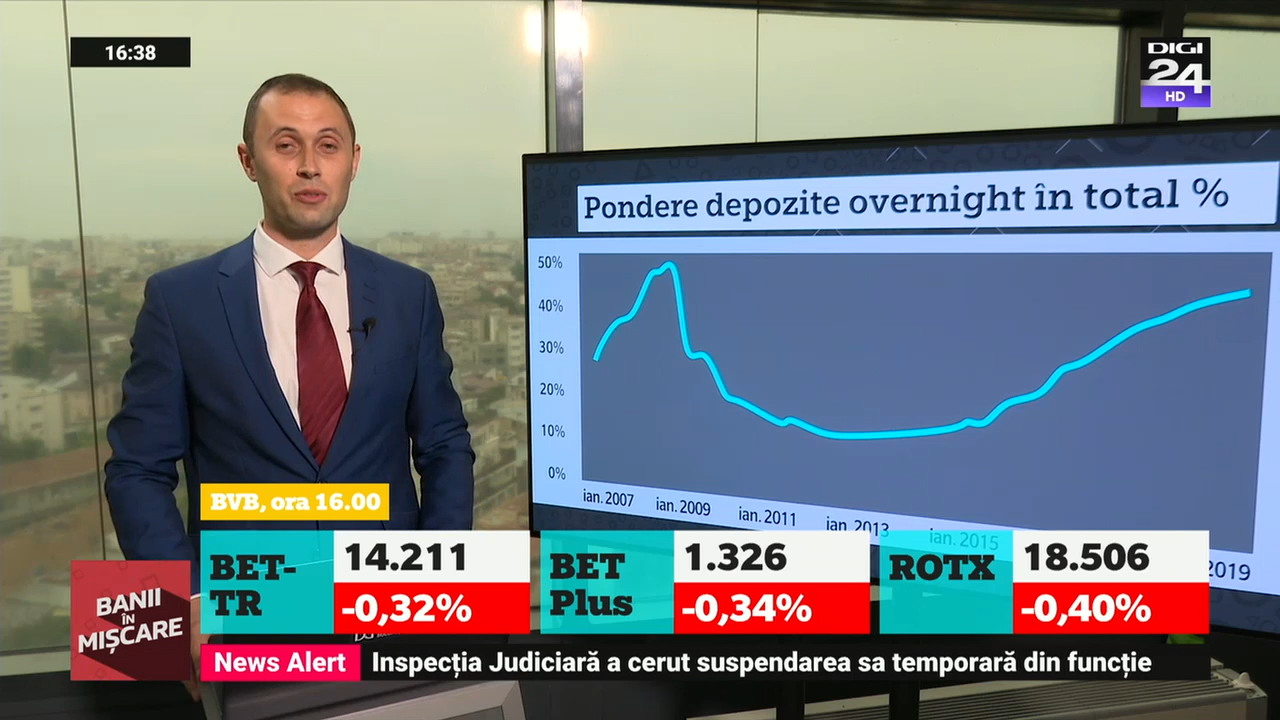 16:38
DIGI
24
HD
Pondere depozite overnight în total %
50%
40%
30%
20%
10%
0%
ian. 2007
ian. 2009
ian. 2011
ian. 2013
ian. 2015
2019
BVB, ora 16.00
BET-
TR
14.211
-0,32%
BET
Plus
1.326
-0,34%
ROTX
18.506
-0,40%
BANII
ÎN
MIȘCARE
News Alert
Inspecția Judiciară a cerut suspendarea sa temporară din funcție